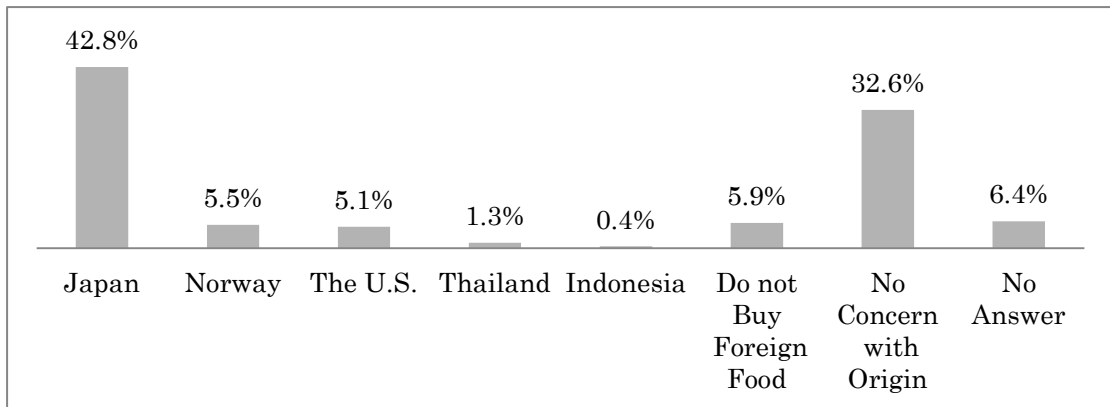 42.8%
5.5%
5.1%
1.3%
0.4%
5.9%
32.6%
6.4%
Japan
Norway
The U.S.
Thailand
Indonesia
Do not
Buy
Foreign
Food
No
Concern
with
Origin
No
Answer